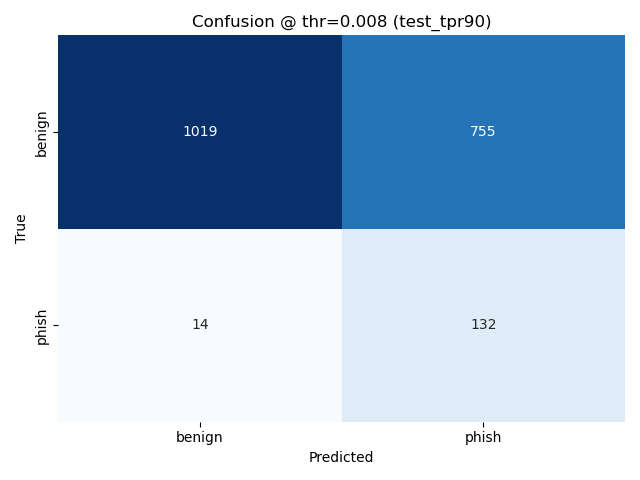 Confusion @ thr=0.008 (test_tpr90)
True
benign
1019
755
phish
14
132
benign
phish
Predicted